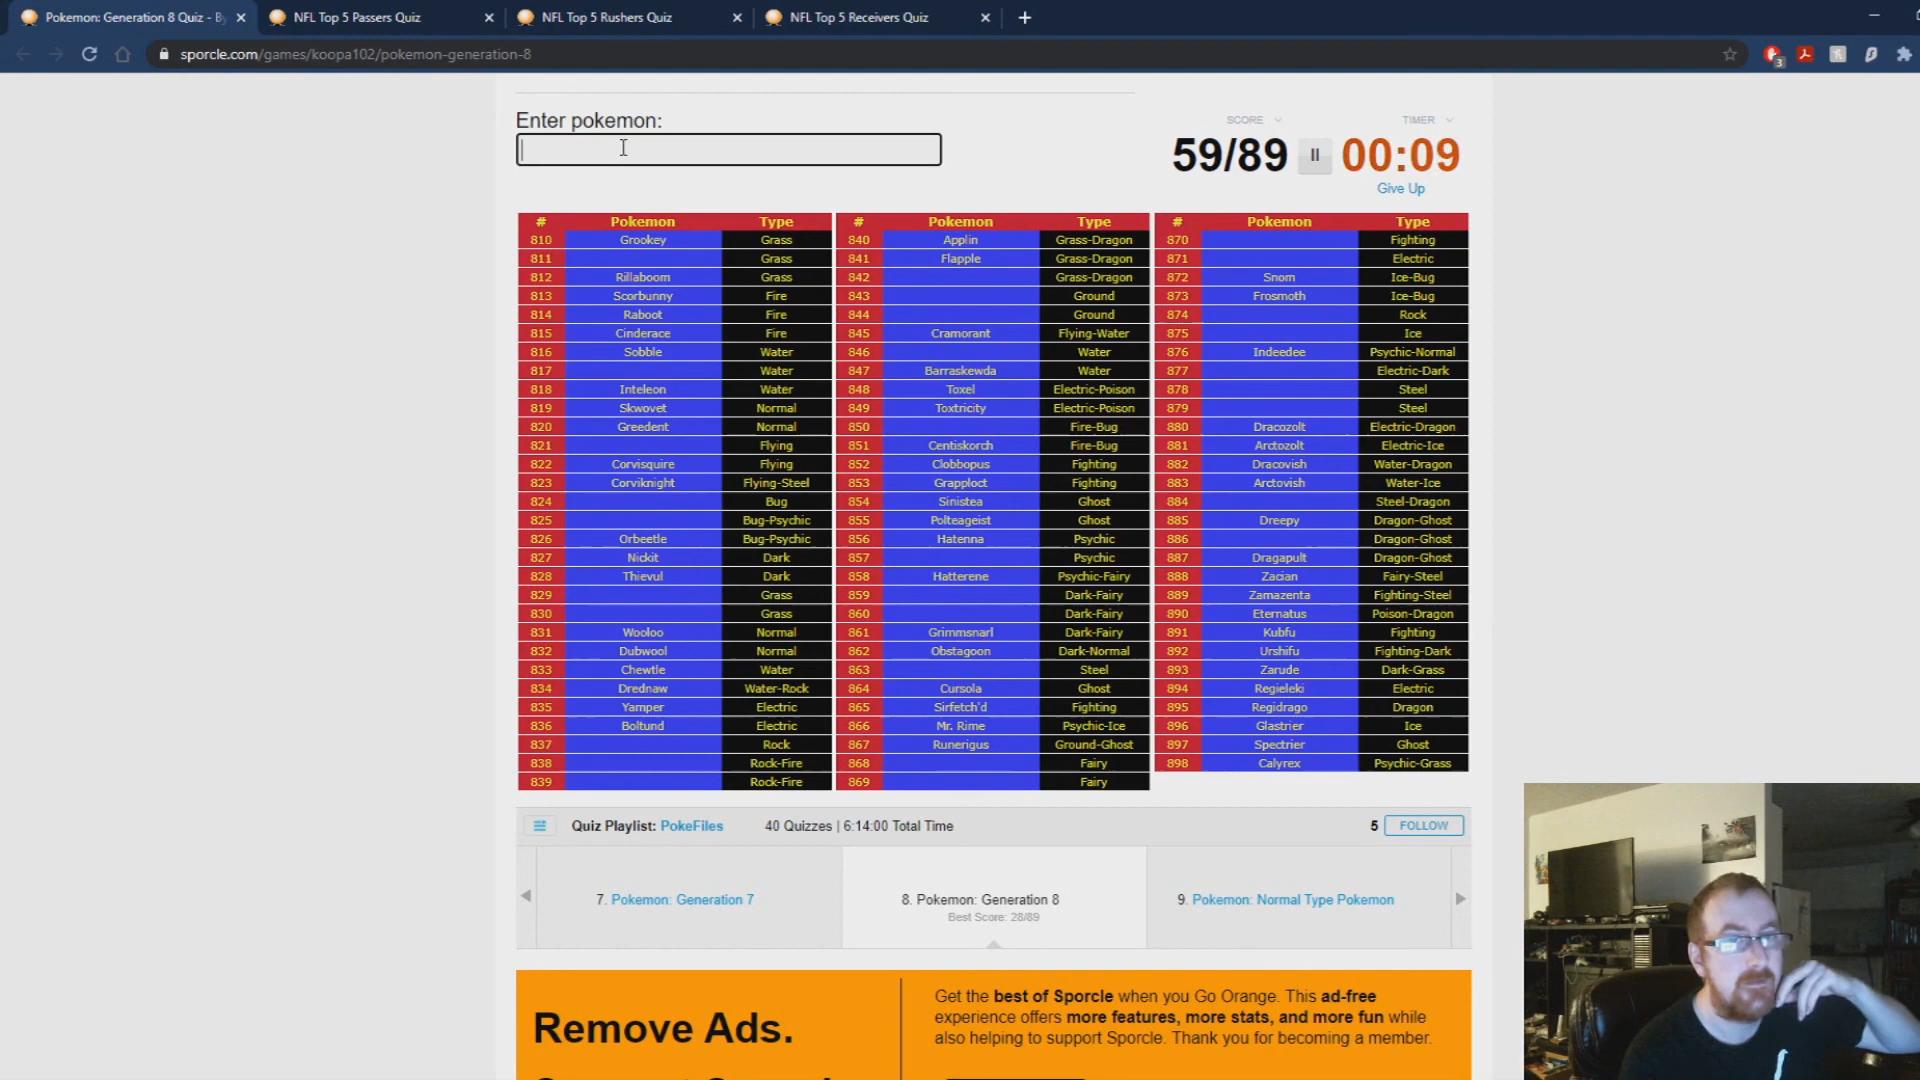 Pokemon: Generation 8 Quiz - By
NFL Top 5 Passers Quiz
NFL Top 5 Rushers Quiz
NFL Top 5 Receivers Quiz
sporcle.com/games/koopa102/pokemon-generation-8
3
Enter pokemon:
SCORE
TIMER
59/89
00:09
Give Up
# Pokemon Type # Pokemon Type # Pokemon Type
810 Grookey Grass 840 Applin Grass-Dragon 870 Fighting
811 Grass 841 Flapple Grass-Dragon 871 Electric
812 Rillaboom Grass 842 Grass-Dragon 872 Snom Ice-Bug
813 Scorbunny Fire 843 Ground 873 Frosmoth Ice-Bug
814 Raboot Fire 844 Ground 874 Rock
815 Cinderace Fire 845 Cramorant Flying-Water 875 Ice
816 Sobble Water 846 Water 876 Indeedee Psychic-Normal
817 Water 847 Barraskewda Water 877 Electric-Dark
818 Inteleon Water 848 Toxel Electric-Poison 878 Steel
819 Skwovet Normal 849 Toxtricity Electric-Poison 879 Steel
820 Greedent Normal 850 Fire-Bug 880 Dracozolt Electric-Dragon
821 Flying 851 Centiskorch Fire-Bug 881 Arctozolt Electric-Ice
822 Corvisquire Flying 852 Clobbopus Fighting 882 Dracovish Water-Dragon
823 Corviknight Flying-Steel 853 Grapploct Fighting 883 Arctovish Water-Ice
824 Bug 854 Sinistea Ghost 884 Steel-Dragon
825 Bug-Psychic 855 Polteageist Ghost 885 Dreepy Dragon-Ghost
826 Orbeetle Bug-Psychic 856 Hatenna Psychic 886 Dragon-Ghost
827 Nickit Dark 857 Psychic 887 Dragapult Dragon-Ghost
828 Thievul Dark 858 Hatterene Psychic-Fairy 888 Zacian Fairy-Steel
829 Grass 859 Dark-Fairy 889 Zamazenta Fighting-Steel
830 Grass 860 Dark-Fairy 890 Eternatus Poison-Dragon
831 Wooloo Normal 861 Grimmsnarl Dark-Fairy 891 Kubfu Fighting
832 Dubwool Normal 862 Obstagoon Dark-Normal 892 Urshifu Fighting-Dark
833 Chewtle Water 863 Steel 893 Zarude Dark-Grass
834 Drednaw Water-Rock 864 Cursola Ghost 894 Regieleki Electric
835 Yamper Electric 865 Sirfetch'd Fighting 895 Regidrago Dragon
836 Boltund Electric 866 Mr. Rime Psychic-Ice 896 Glastrier Ice
837 Rock 867 Runerigus Ground-Ghost 897 Spectrier Ghost
838 Rock-Fire 868 Fairy 898 Calyrex Psychic-Grass
839 Rock-Fire 869 Fairy
Quiz Playlist: PokeFiles 40 Quizzes | 6:14:00 Total Time 5 FOLLOW
7. Pokemon: Generation 7
8. Pokemon: Generation 8
Best Score: 28/89
9. Pokemon: Normal Type Pokemon
Remove Ads.
Get the best of Sporcle when you Go Orange. This ad-free
experience offers more features, more stats, and more fun while
also helping to support Sporcle. Thank you for becoming a member.